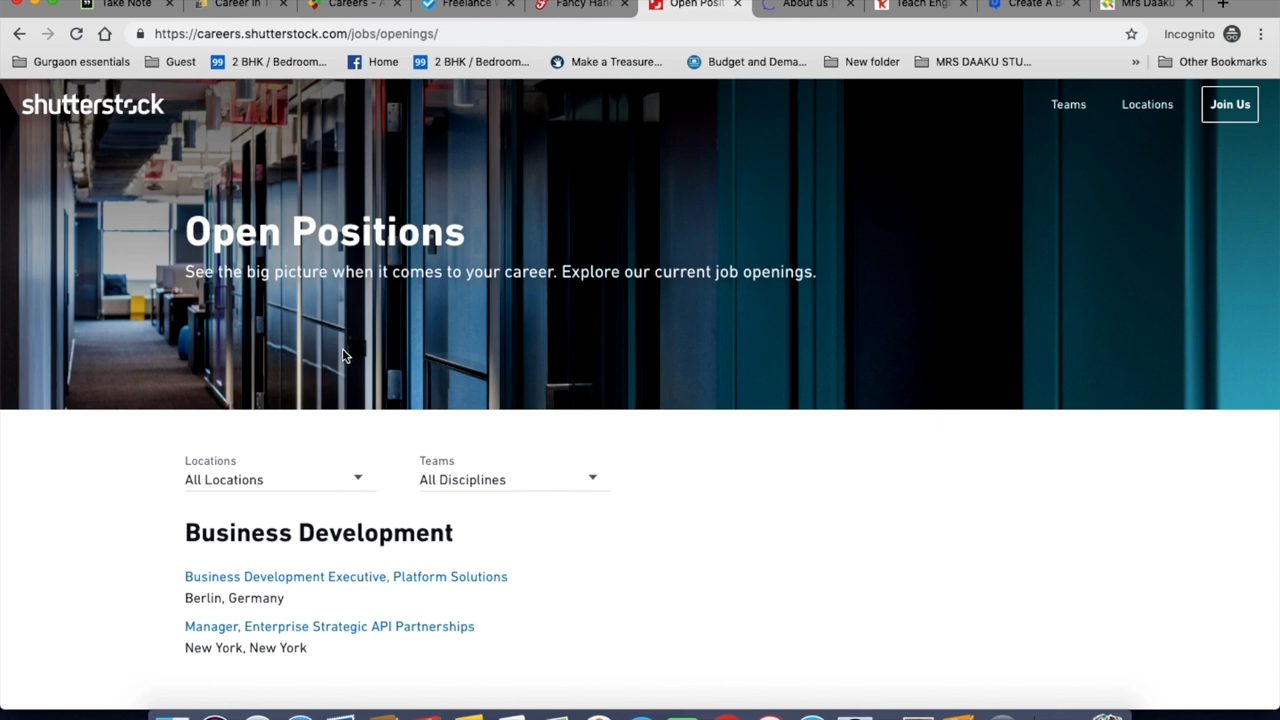 Take Note
Career in T
Careers - A
Freelance V
Fancy Hand
Open Posit
About us |
Teach Eng
Create A B
Mrs Daaku
https://careers.shutterstock.com/jobs/openings/
Incognito
Gurgaon essentials
Guest
2 BHK / Bedroom...
Home
2 BHK / Bedroom...
Make a Treasure...
Budget and Dema...
New folder
MRS DAAKU STU...
»
Other Bookmarks
shutterstock
Teams
Locations
Join Us
Open Positions
See the big picture when it comes to your career. Explore our current job openings.
Locations
All Locations
Teams
All Disciplines
Business Development
Business Development Executive, Platform Solutions
Berlin, Germany
Manager, Enterprise Strategic API Partnerships
New York, New York